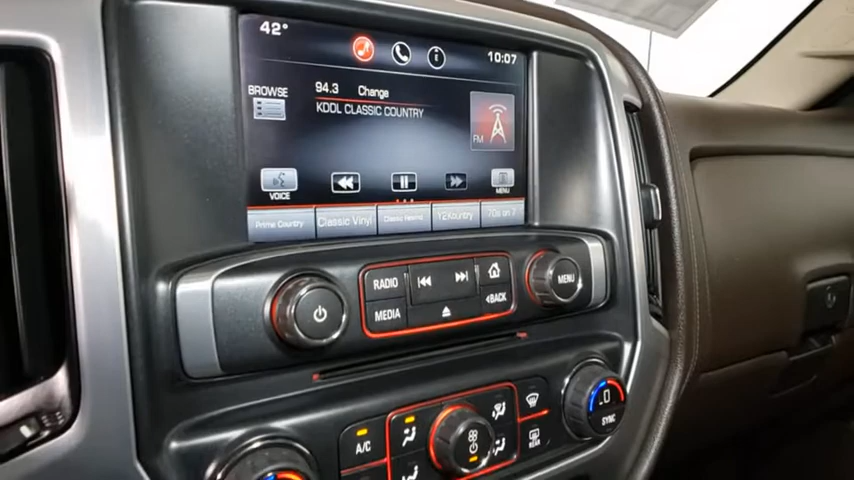 42°
10:07
BROWSE
94.3 Change
KDDL CLASSIC COUNTRY
FM
VOICE
MENU
Prime Country
Classic Vinyl
Classic Rewind
Y2Kountry
70s on 7
RADIO
MEDIA
BACK
MENU
A/C
REAR
SYNC